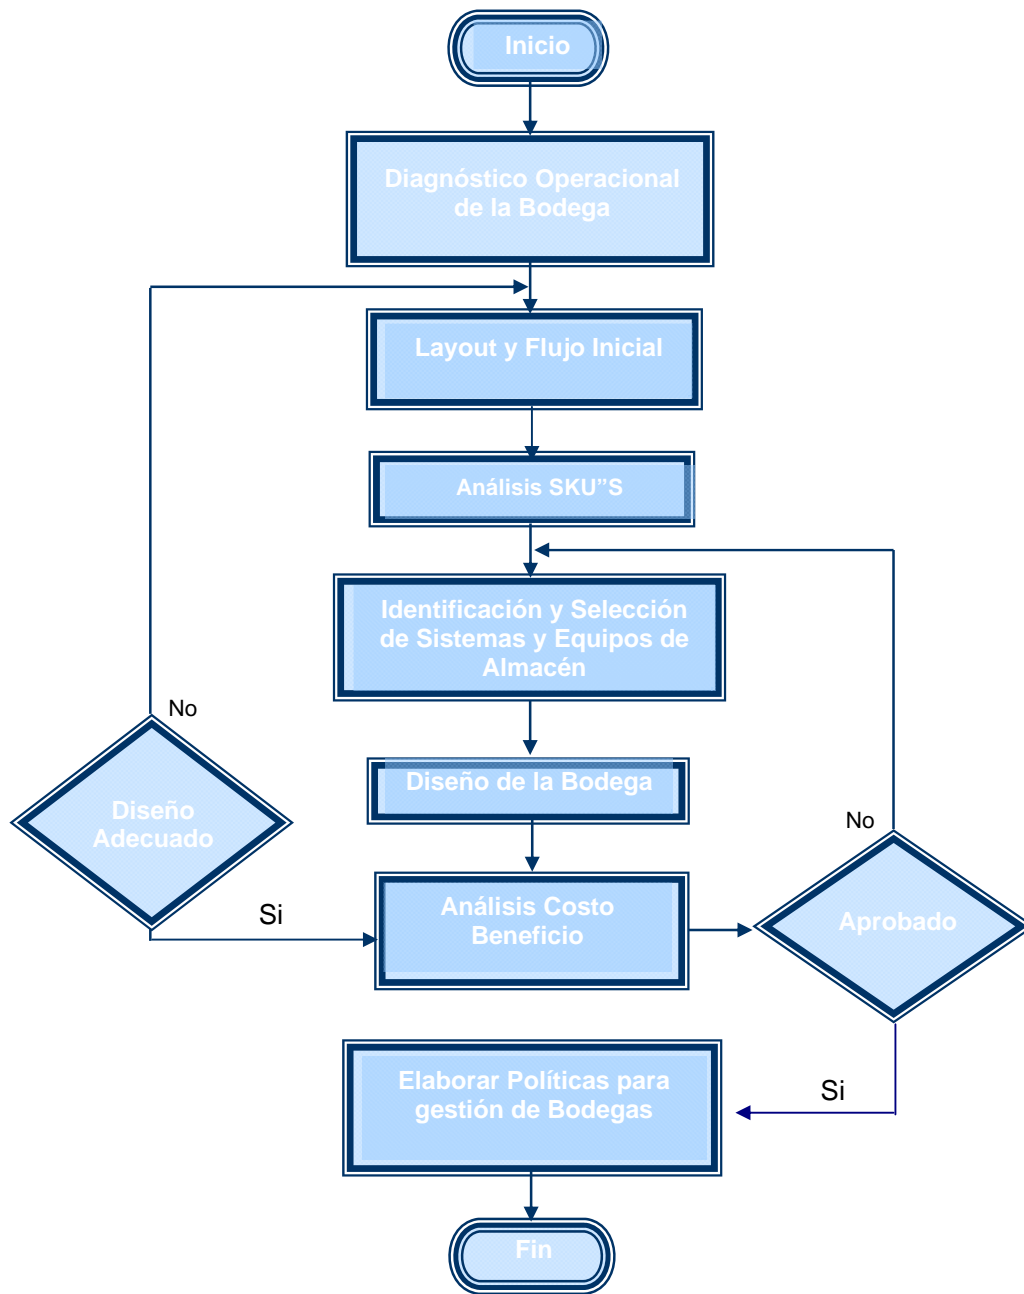 Inicio
Diagnóstico Operacional
de la Bodega
Layout y Flujo Inicial
Análisis SKU”S
Identificación y Selección
de Sistemas y Equipos de
Almacén
No
Diseño de la Bodega
Diseño
Adecuado
No
Si
Análisis Costo
Beneficio
Aprobado
Elaborar Políticas para
gestión de Bodegas
Si
Fin